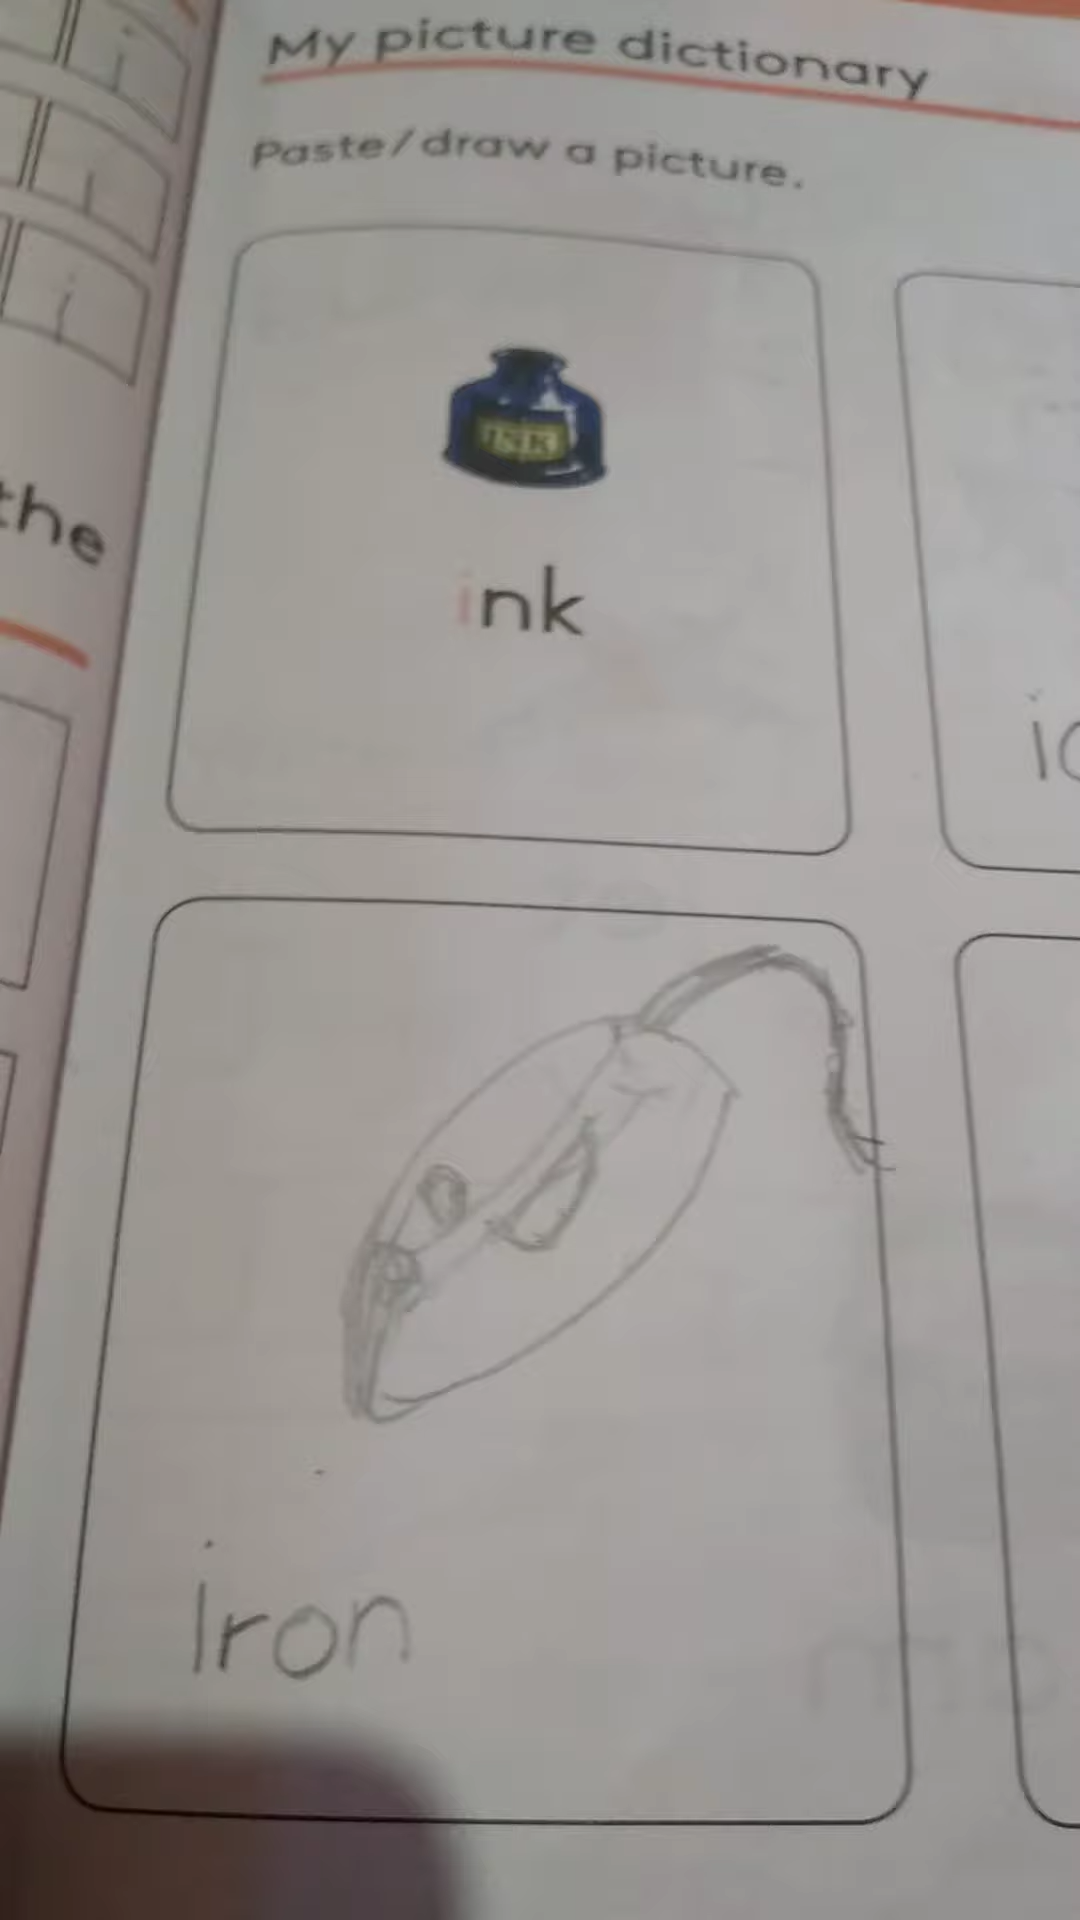 My picture dictionary
Paste/draw a picture.
i
i
i
INK
ink
the
iron